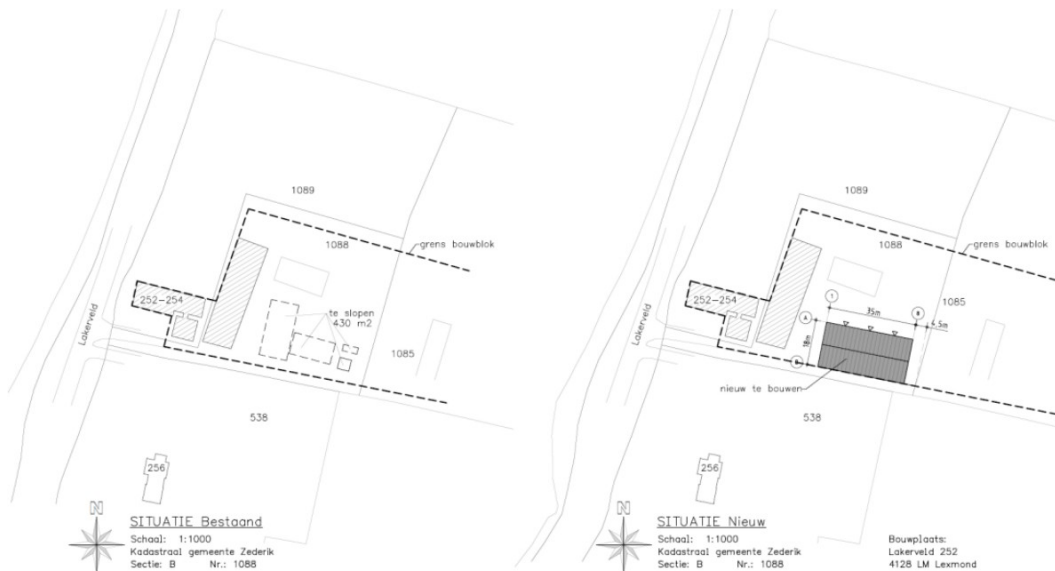 1089
1088
grens bouwblok
252-254
te slopen
430 m2
Lakerveld
1085
538
256
N
SITUATIE Bestaand
Schaal: 1:1000
Kadastraal gemeente Zederik
Sectie: B Nr.: 1088
1089
1088
grens bouwblok
252-254
1085
1
35m
8
4.5m
A
18m
Lakerveld
nieuw te bouwen
538
256
N
SITUATIE Nieuw
Schaal: 1:1000
Kadastraal gemeente Zederik
Sectie: B Nr.: 1088
Bouwplaats:
Lakerveld 252
4128 LM Lexmond